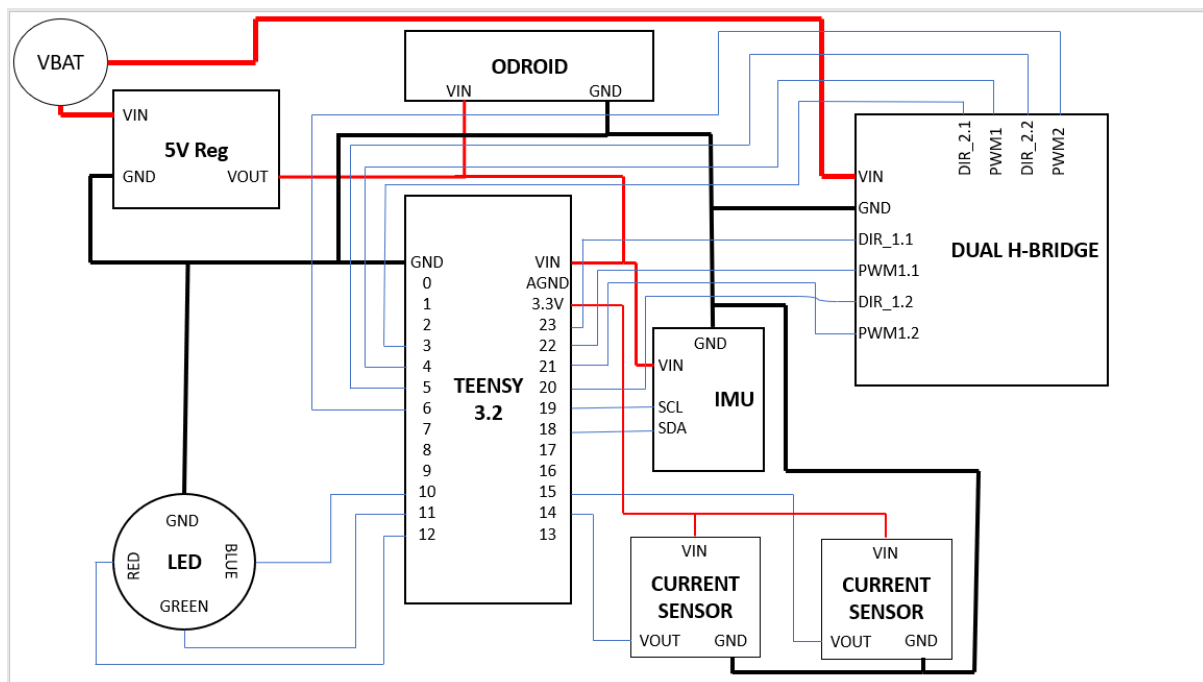 VBAT
ODROID
VIN
GND
VIN
5V Reg
GND
VOUT
DIR_2.1
PWM1
DIR_2.2
PWM2
VIN
GND
DIR_1.1
PWM1.1
DIR_1.2
PWM1.2
DUAL H-BRIDGE
GND
0
1
2
3
4
5
6
7
8
9
10
11
12
TEENSY
3.2
VIN
AGND
3.3V
23
22
21
20
19
18
17
16
15
14
13
GND
VIN
IMU
SCL
SDA
GND
RED
LED
BLUE
GREEN
VIN
CURRENT
SENSOR
VOUT
GND
VIN
CURRENT
SENSOR
VOUT
GND